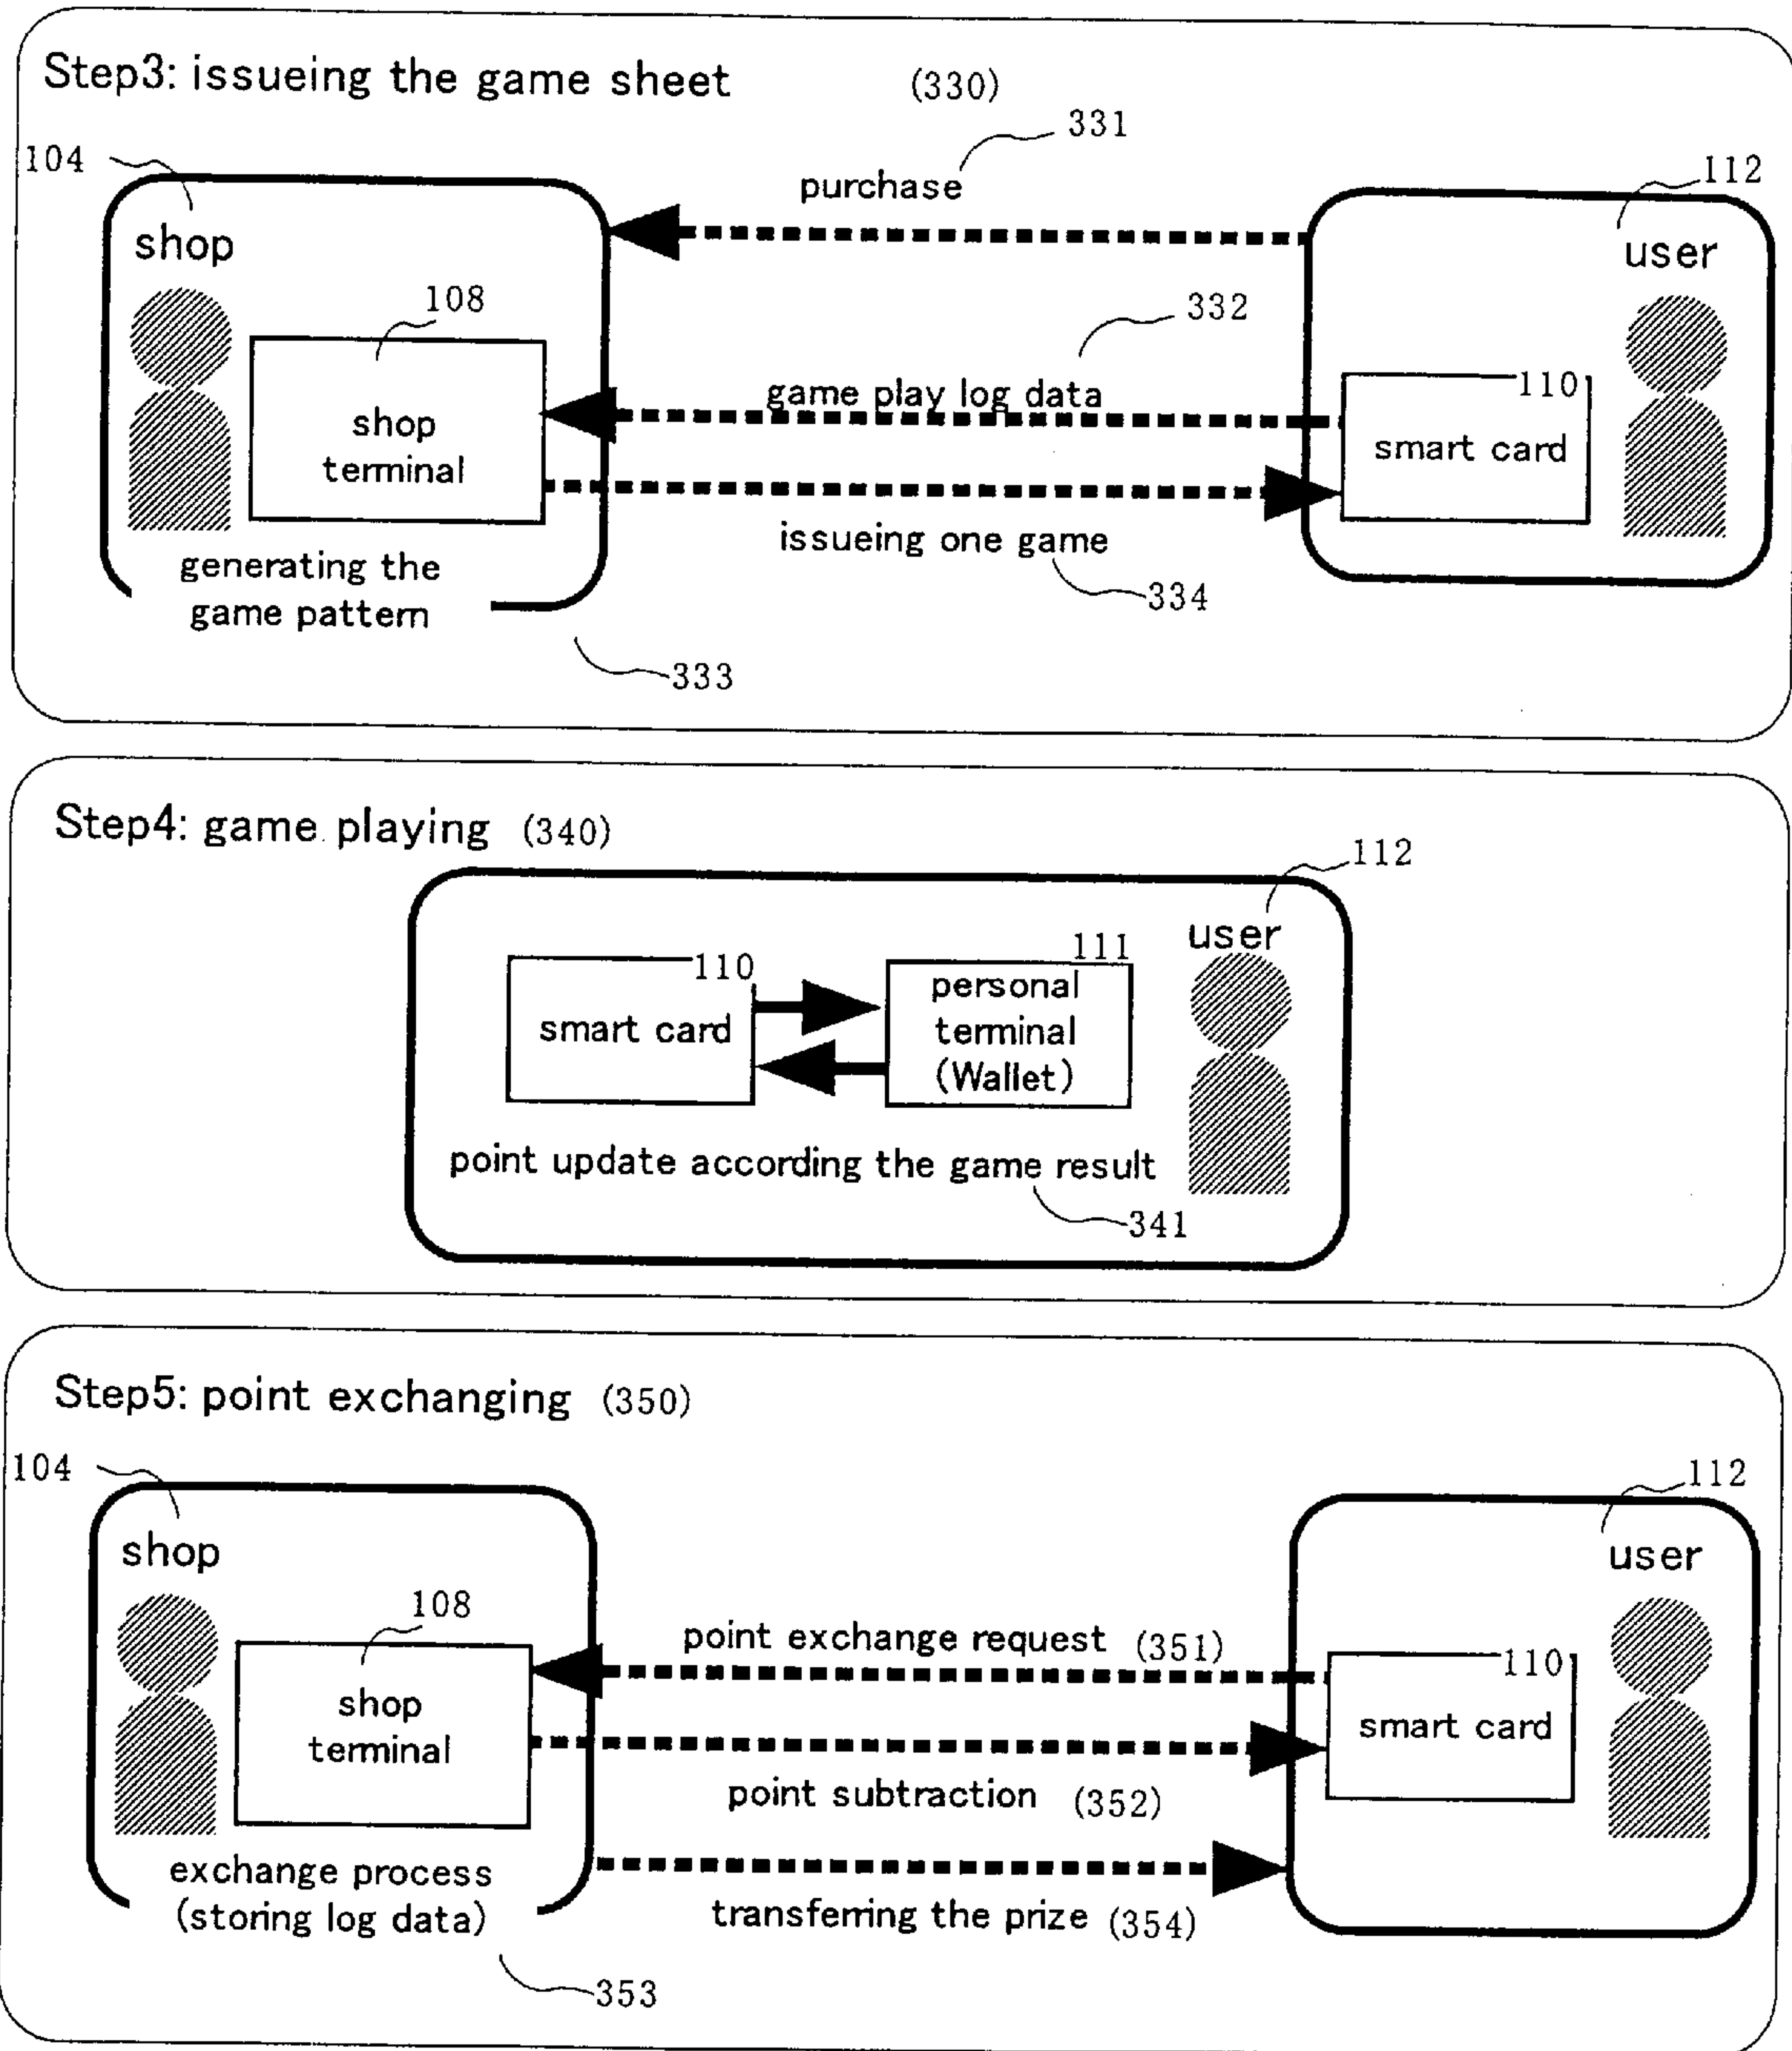 Step3: issueing the game sheet (330)
331
104
112
purchase
shop
user
108
332
110
game play log data
shop
terminal
smart card
issueing one game
generating the
game pattern
334
333
Step4: game playing (340)
112
user
110
111
smart card
personal
terminal
(Wallet)
point update according the game result
341
Step5: point exchanging (350)
104
112
shop
user
108
point exchange request (351)
110
shop
terminal
smart card
point subtraction (352)
exchange process
(storing log data)
transferring the prize (354)
353